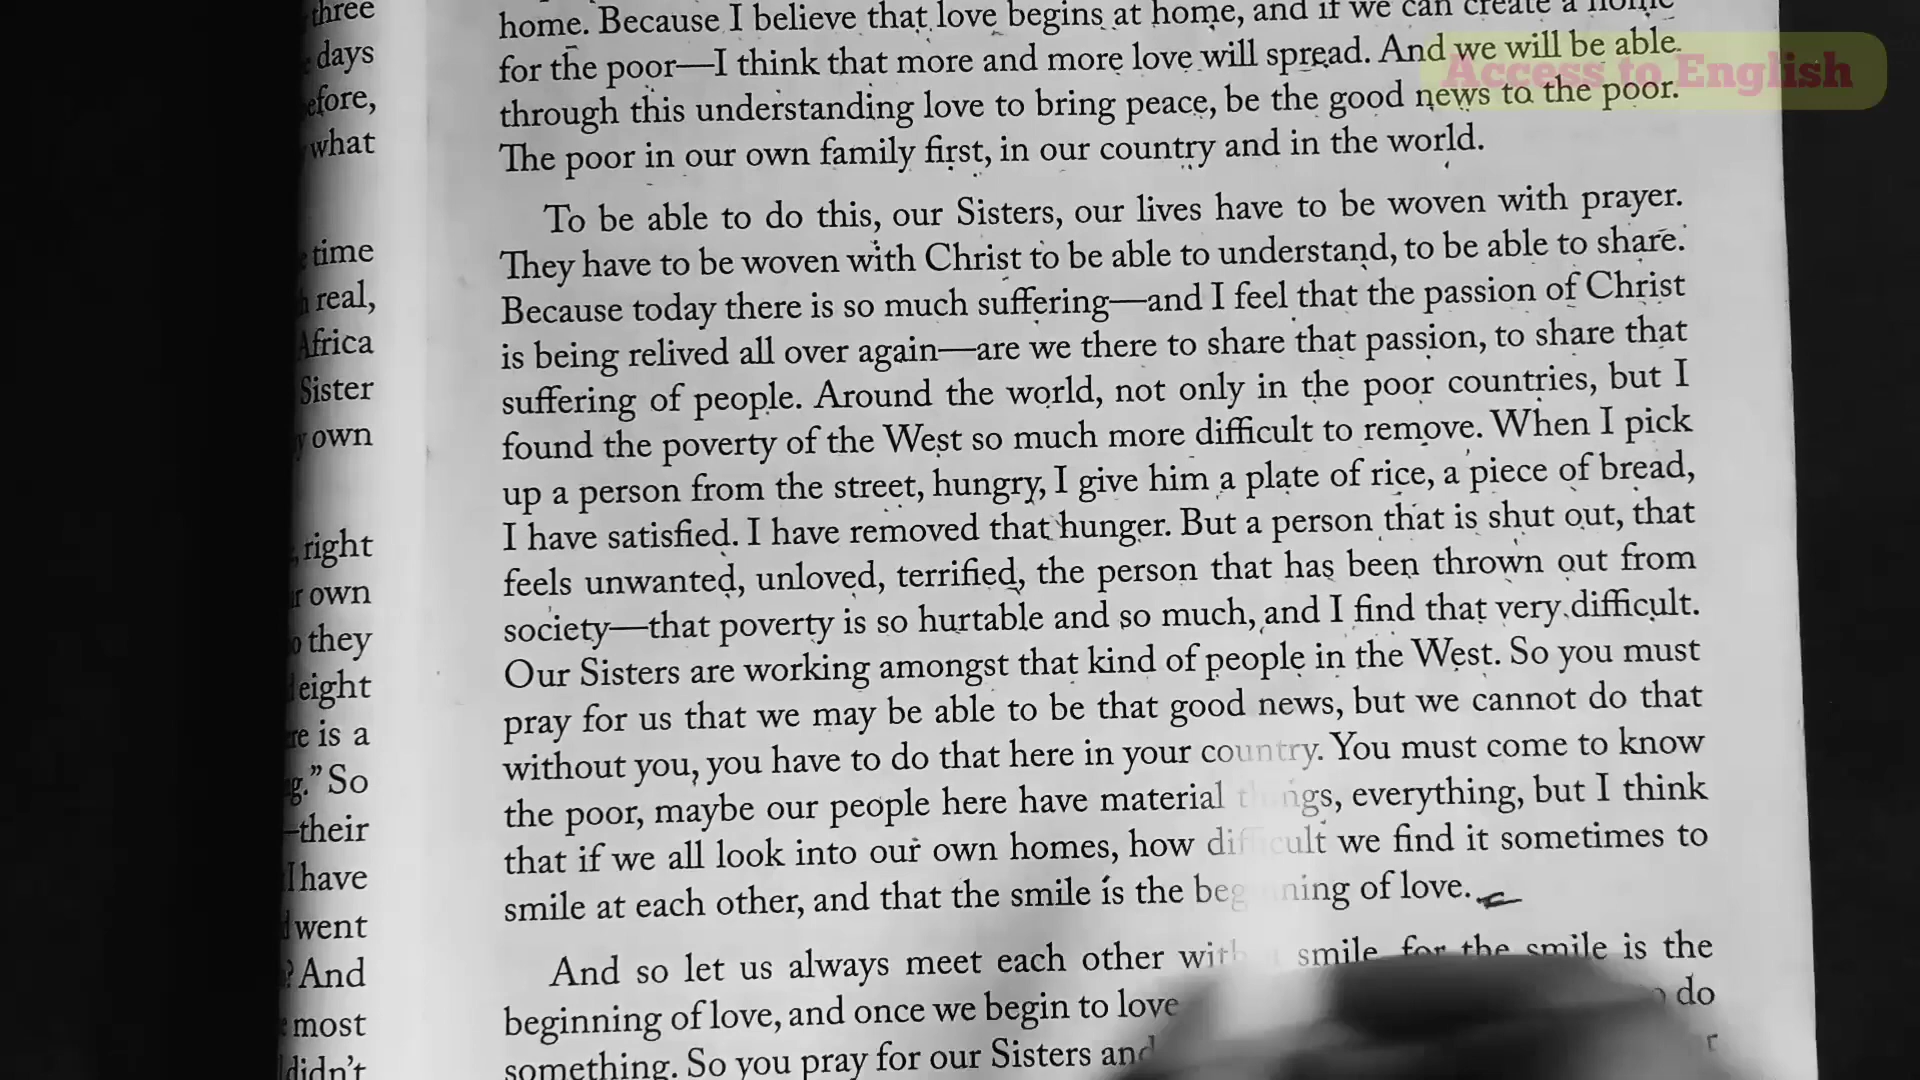 three
days
efore,
what
time
real,
Africa
Sister
own
right
own
they
eight
re is a
g." So
—their
I have
went
? And
most
didn't
home. Because I believe that love begins at home, and if we can create a home
for the poor—I think that more and more love will spread. And we will be able
through this understanding love to bring peace, be the good news to the poor.
The poor in our own family first, in our country and in the world.
To be able to do this, our Sisters, our lives have to be woven with prayer.
They have to be woven with Christ to be able to understand, to be able to share.
Because today there is so much suffering—and I feel that the passion of Christ
is being relived all over again—are we there to share that passion, to share that
suffering of people. Around the world, not only in the poor countries, but I
found the poverty of the West so much more difficult to remove. When I pick
up a person from the street, hungry, I give him a plate of rice, a piece of bread,
I have satisfied. I have removed that hunger. But a person that is shut out, that
feels unwanted, unloved, terrified, the person that has been thrown out from
society—that poverty is so hurtable and so much, and I find that very difficult.
Our Sisters are working amongst that kind of people in the West. So you must
pray for us that we may be able to be that good news, but we cannot do that
without you, you have to do that here in your country. You must come to know
the poor, maybe our people here have material things, everything, but I think
that if we all look into our own homes, how difficult we find it sometimes to
smile at each other, and that the smile is the beginning of love.
And so let us always meet each other with a smile, for the smile is the
beginning of love, and once we begin to love do
something. So you pray for our Sisters and
Access to English